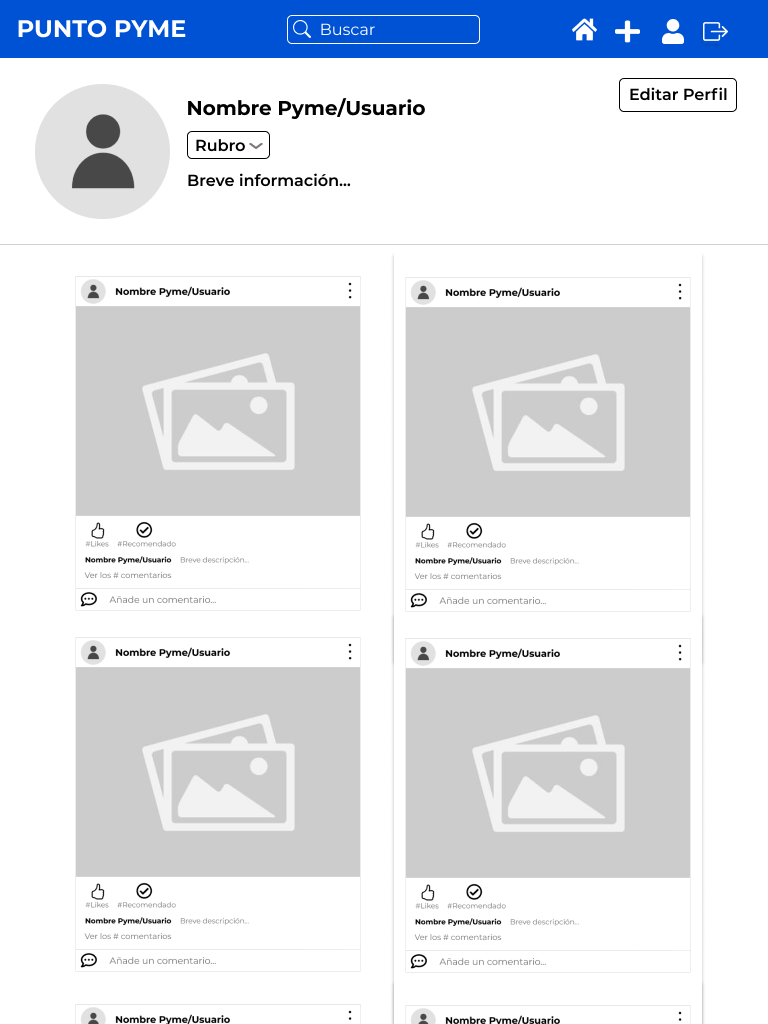 PUNTO PYME
Buscar
Nombre Pyme/Usuario
Editar Perfil
Rubro
Breve información...
Nombre Pyme/Usuario
#Likes #Recomendado
Nombre Pyme/Usuario Breve descripción...
Ver los # comentarios
Añade un comentario...
Nombre Pyme/Usuario
#Likes #Recomendado
Nombre Pyme/Usuario Breve descripción...
Ver los # comentarios
Añade un comentario...
Nombre Pyme/Usuario
#Likes #Recomendado
Nombre Pyme/Usuario Breve descripción...
Ver los # comentarios
Añade un comentario...
Nombre Pyme/Usuario
#Likes #Recomendado
Nombre Pyme/Usuario Breve descripción...
Ver los # comentarios
Añade un comentario...
Nombre Pyme/Usuario
Nombre Pyme/Usuario